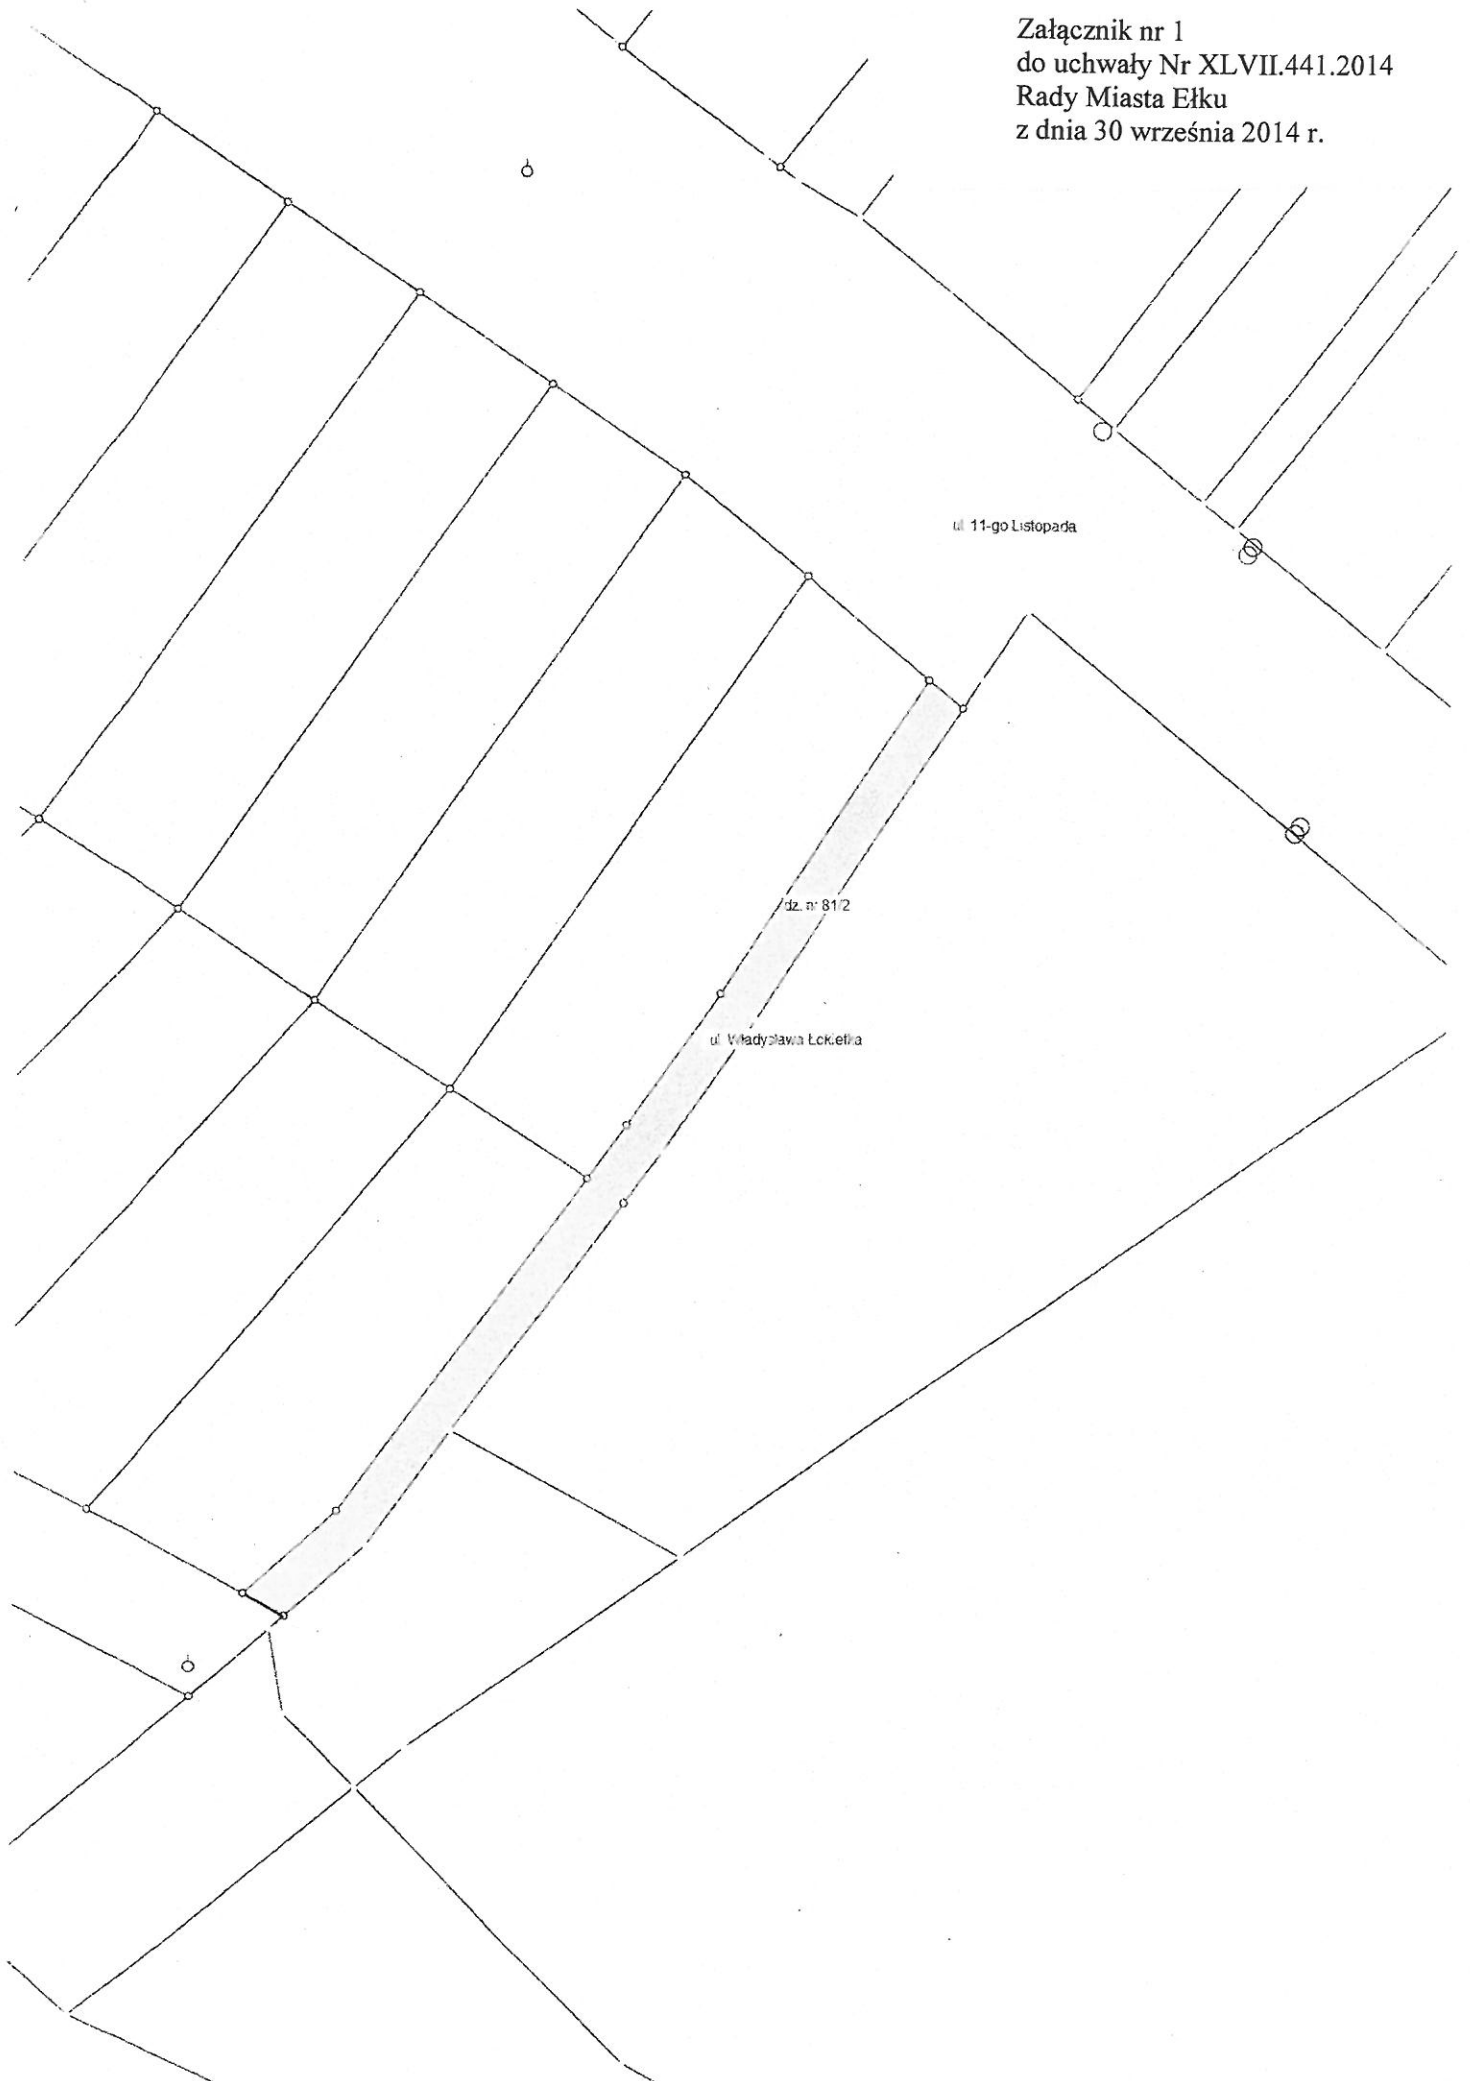 Załącznik nr 1
do uchwały Nr XLVII.441.2014
Rady Miasta Ełku
z dnia 30 września 2014 r.
ul 11-go Listopada
dz. nr 81/2
ul. Władysława Łokietka